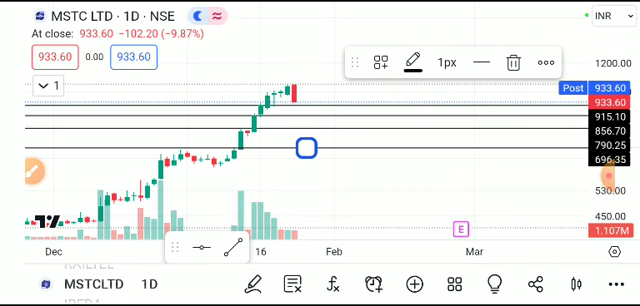 MSTC LTD · 1D · NSE
INR
At close: 933.60 −102.20 (−9.87%)
933.60 0.00 933.60
1px
1
1200.00
Post 933.60
933.60
915.10
856.70
790.25
696.35
530.00
450.00
E
1.107M
Dec 16 Feb Mar
MSTCLTD 1D